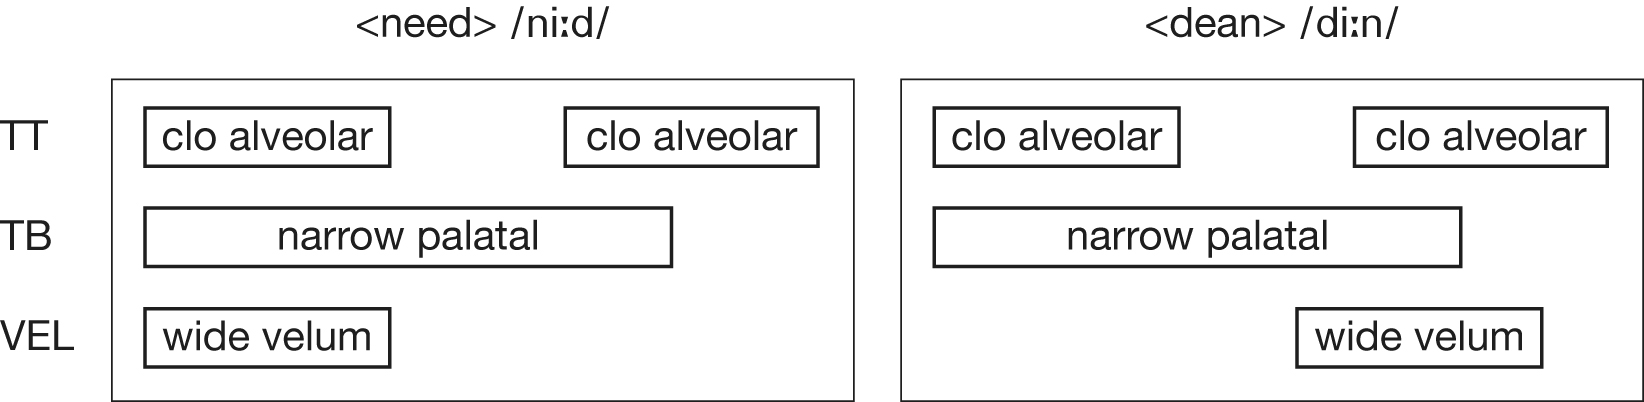 <need> /niːd/ <dean> /diːn/
TT clo alveolar clo alveolar clo alveolar clo alveolar
TB narrow palatal narrow palatal
VEL wide velum wide velum